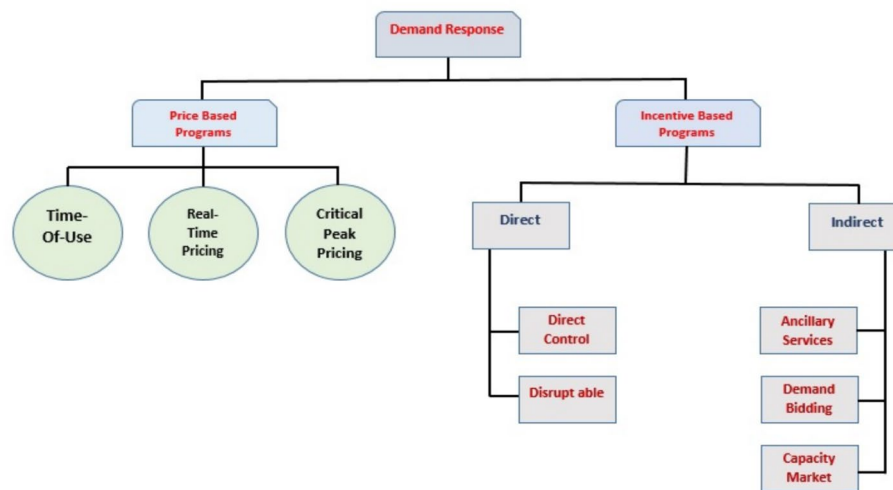 Demand Response
Price Based
Programs
Incentive Based
Programs
Time-
Of-Use
Real-
Time
Pricing
Critical
Peak
Pricing
Direct
Indirect
Direct
Control
Disrupt able
Ancillary
Services
Demand
Bidding
Capacity
Market